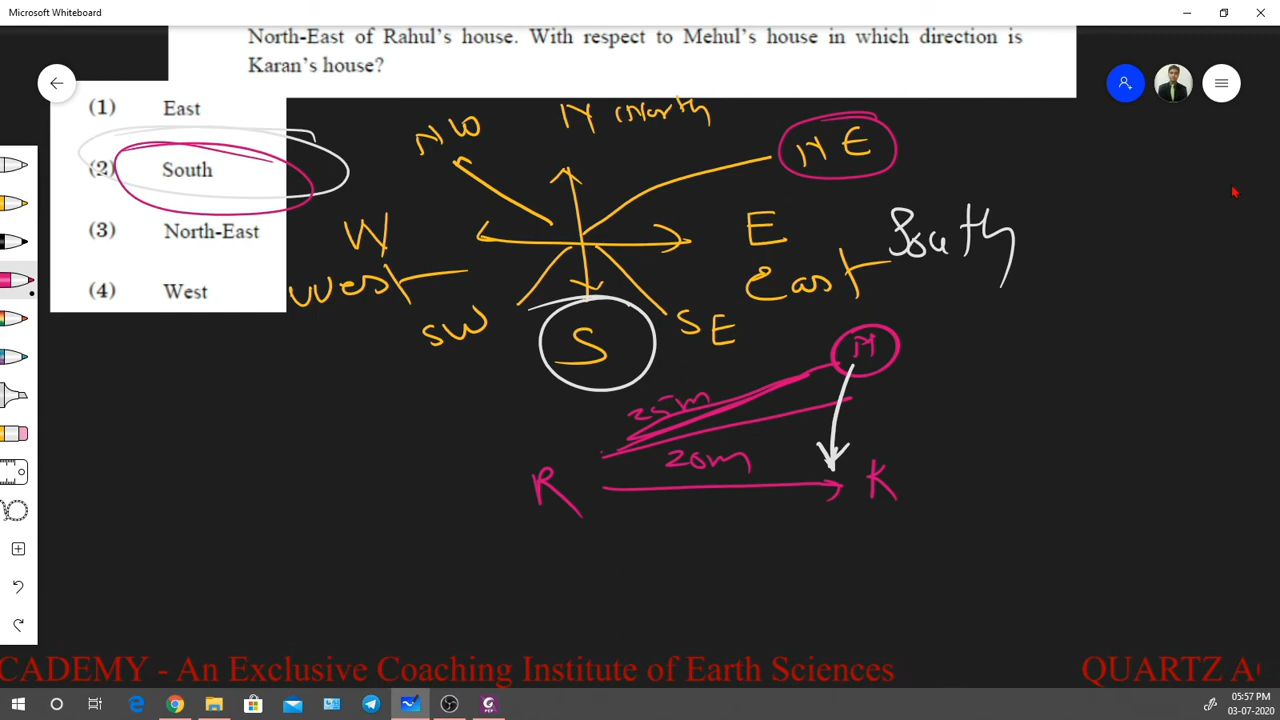 Microsoft Whiteboard
North-East of Rahul's house. With respect to Mehul's house in which direction is
Karan's house?
(1) East
(2) South
(3) North-East
(4) West
NW
N (North
N E
W
West
E
East
South
SW
S
SE
M
25m
20m
R
K
CADEMY - An Exclusive Coaching Institute of Earth Sciences
QUARTZ A
05:57 PM
03-07-2020